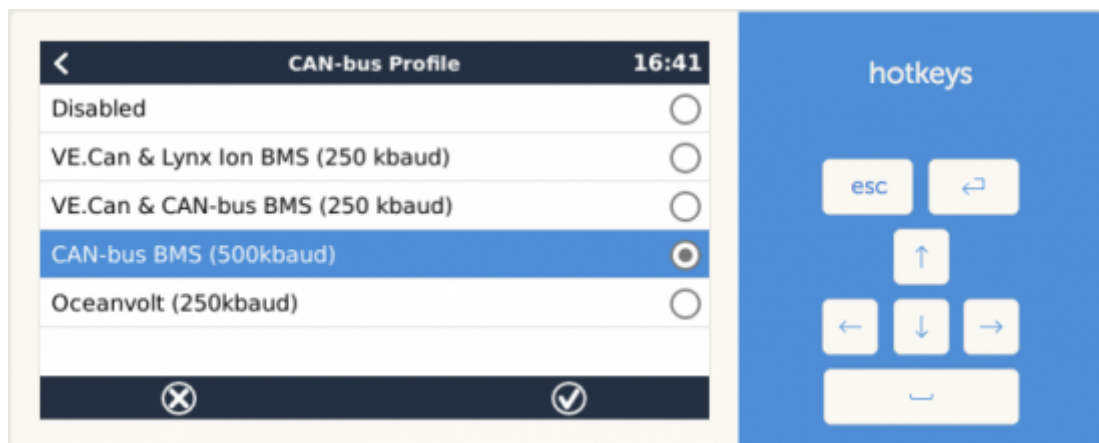 CAN-bus Profile 16:41
Disabled
VE.Can & Lynx Ion BMS (250 kbaud)
VE.Can & CAN-bus BMS (250 kbaud)
CAN-bus BMS (500kbaud)
Oceanvolt (250kbaud)
hotkeys
esc